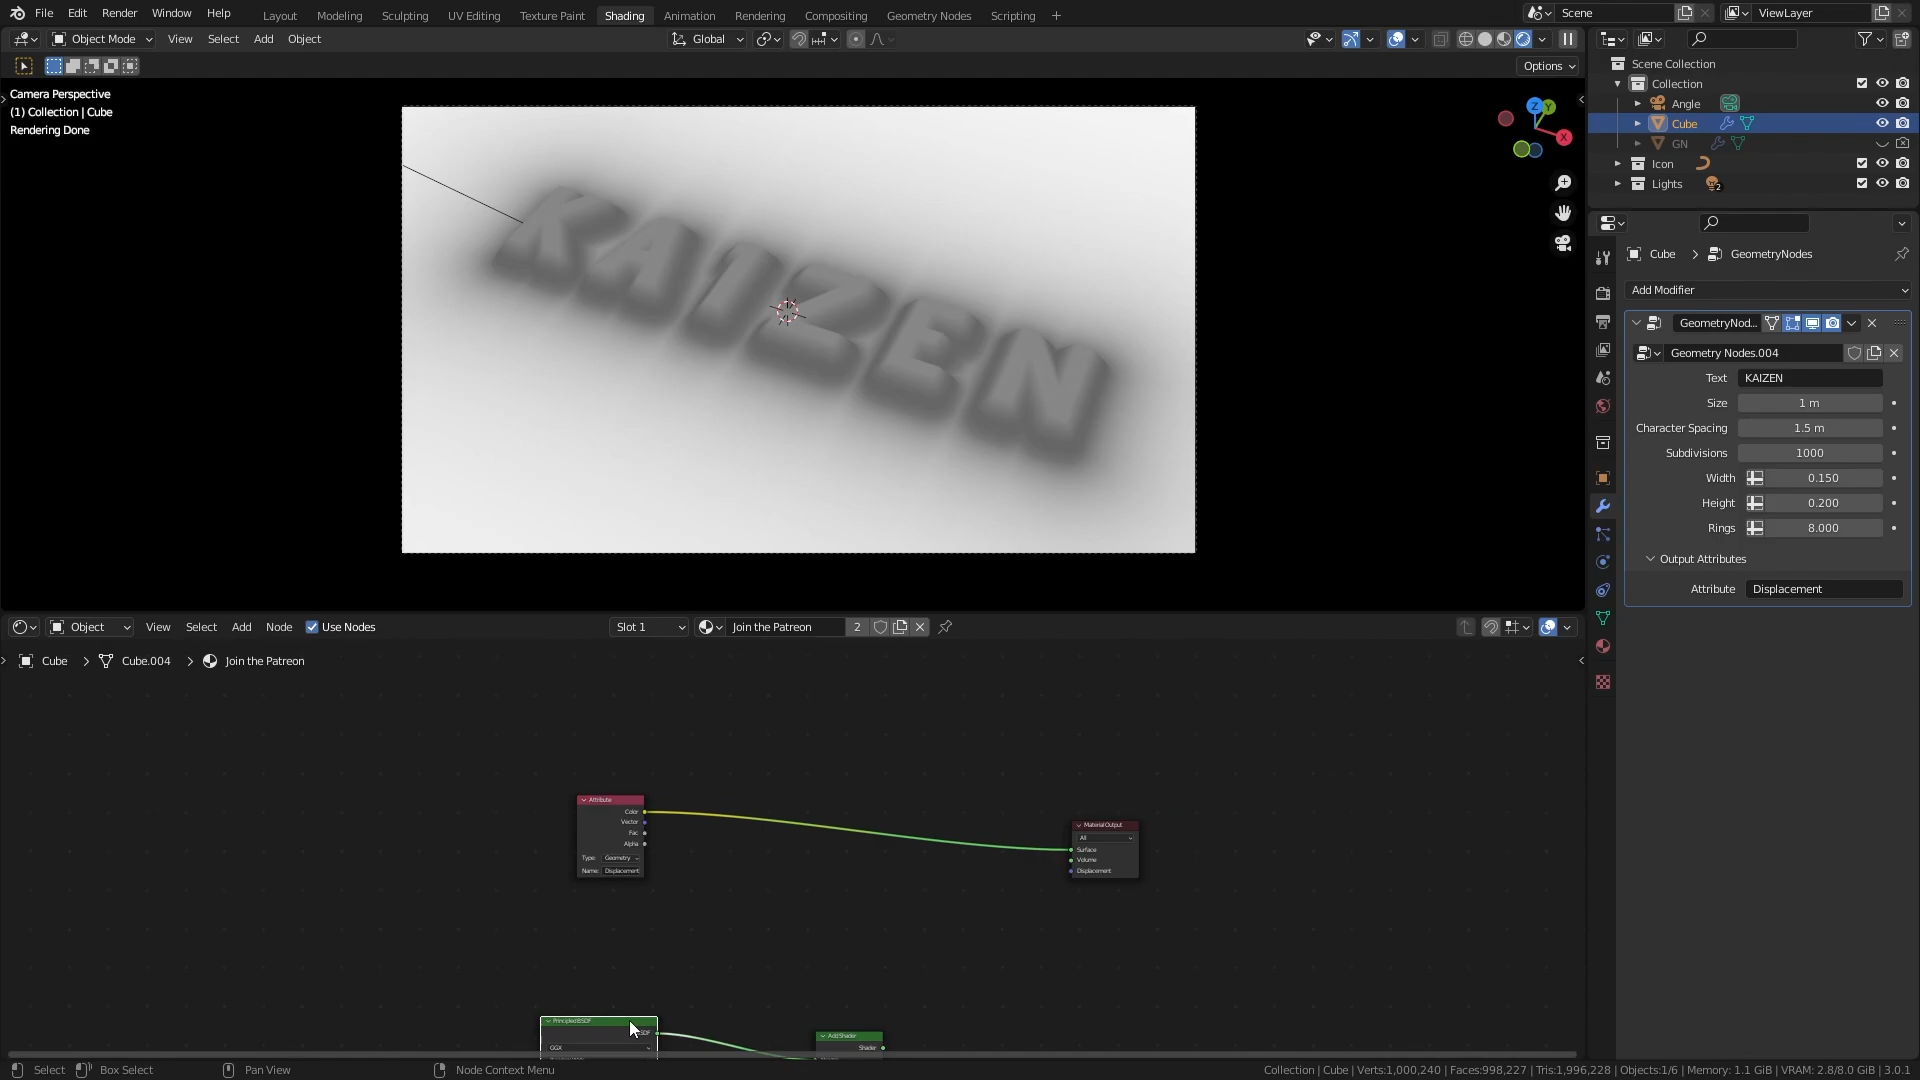 File Edit Render Window Help Layout Modeling Sculpting UV Editing Texture Paint Shading Animation Rendering Compositing Geometry Nodes Scripting + Scene ViewLayer
Object Mode View Select Add Object Global
Options
Camera Perspective
(1) Collection | Cube
Rendering Done
KAIZEN
Z Y X
Scene Collection
Collection
Angle
Cube
GN
Icon
Lights 2
Cube > GeometryNodes
Add Modifier
GeometryNod...
Geometry Nodes.004
Text KAIZEN
Size 1 m
Character Spacing 1.5 m
Subdivisions 1000
Width 0.150
Height 0.200
Rings 8.000
Output Attributes
Attribute Displacement
Object View Select Add Node Use Nodes Slot 1 Join the Patreon 2
Cube > Cube.004 > Join the Patreon
Attribute
Color
Vector
Fac
Alpha
Type: Geometry
Name: Displacement
Material Output
All
Surface
Volume
Displacement
Principled BSDF
GGX
Add Shader
Shader
Select Box Select Pan View Node Context Menu Collection | Cube | Verts:1,000,240 | Faces:998,227 | Tris:1,996,228 | Objects:1/6 | Memory: 1.1 GiB | VRAM: 2.8/8.0 GiB | 3.0.1